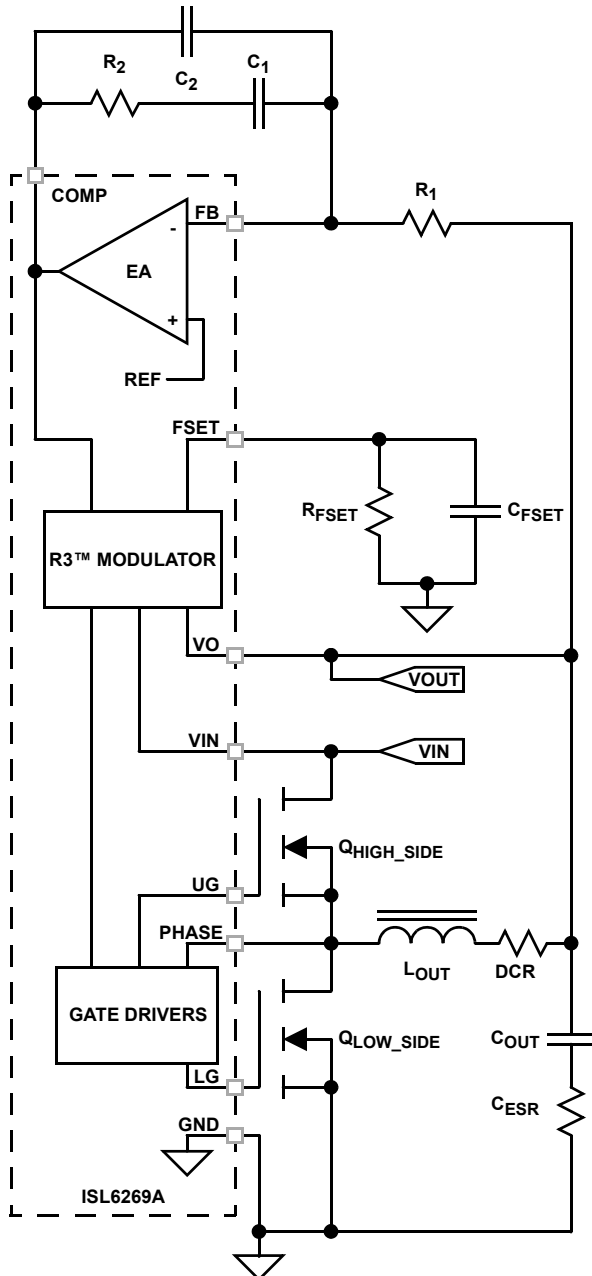 R2
C2
C1
COMP
FB
R1
-
EA
+
REF
FSET
RFSET
CFSET
R3™ MODULATOR
VO
VOUT
VIN
VIN
QHIGH_SIDE
UG
PHASE
LOUT
DCR
GATE DRIVERS
QLOW_SIDE
COUT
LG
CESR
GND
ISL6269A